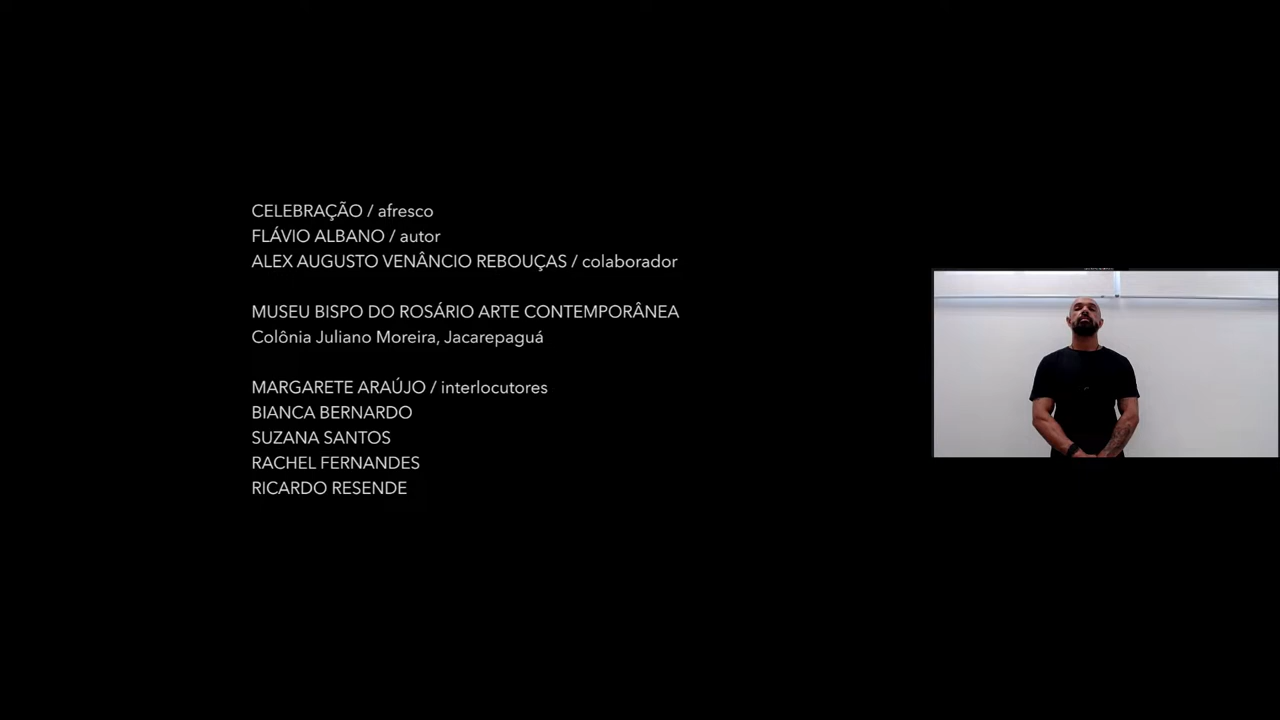 CELEBRAÇÃO / afresco
FLÁVIO ALBANO / autor
ALEX AUGUSTO VENÂNCIO REBOUÇAS / colaborador
MUSEU BISPO DO ROSÁRIO ARTE CONTEMPORÂNEA
Colônia Juliano Moreira, Jacarepaguá
MARGARETE ARAÚJO / interlocutores
BIANCA BERNARDO
SUZANA SANTOS
RACHEL FERNANDES
RICARDO RESENDE